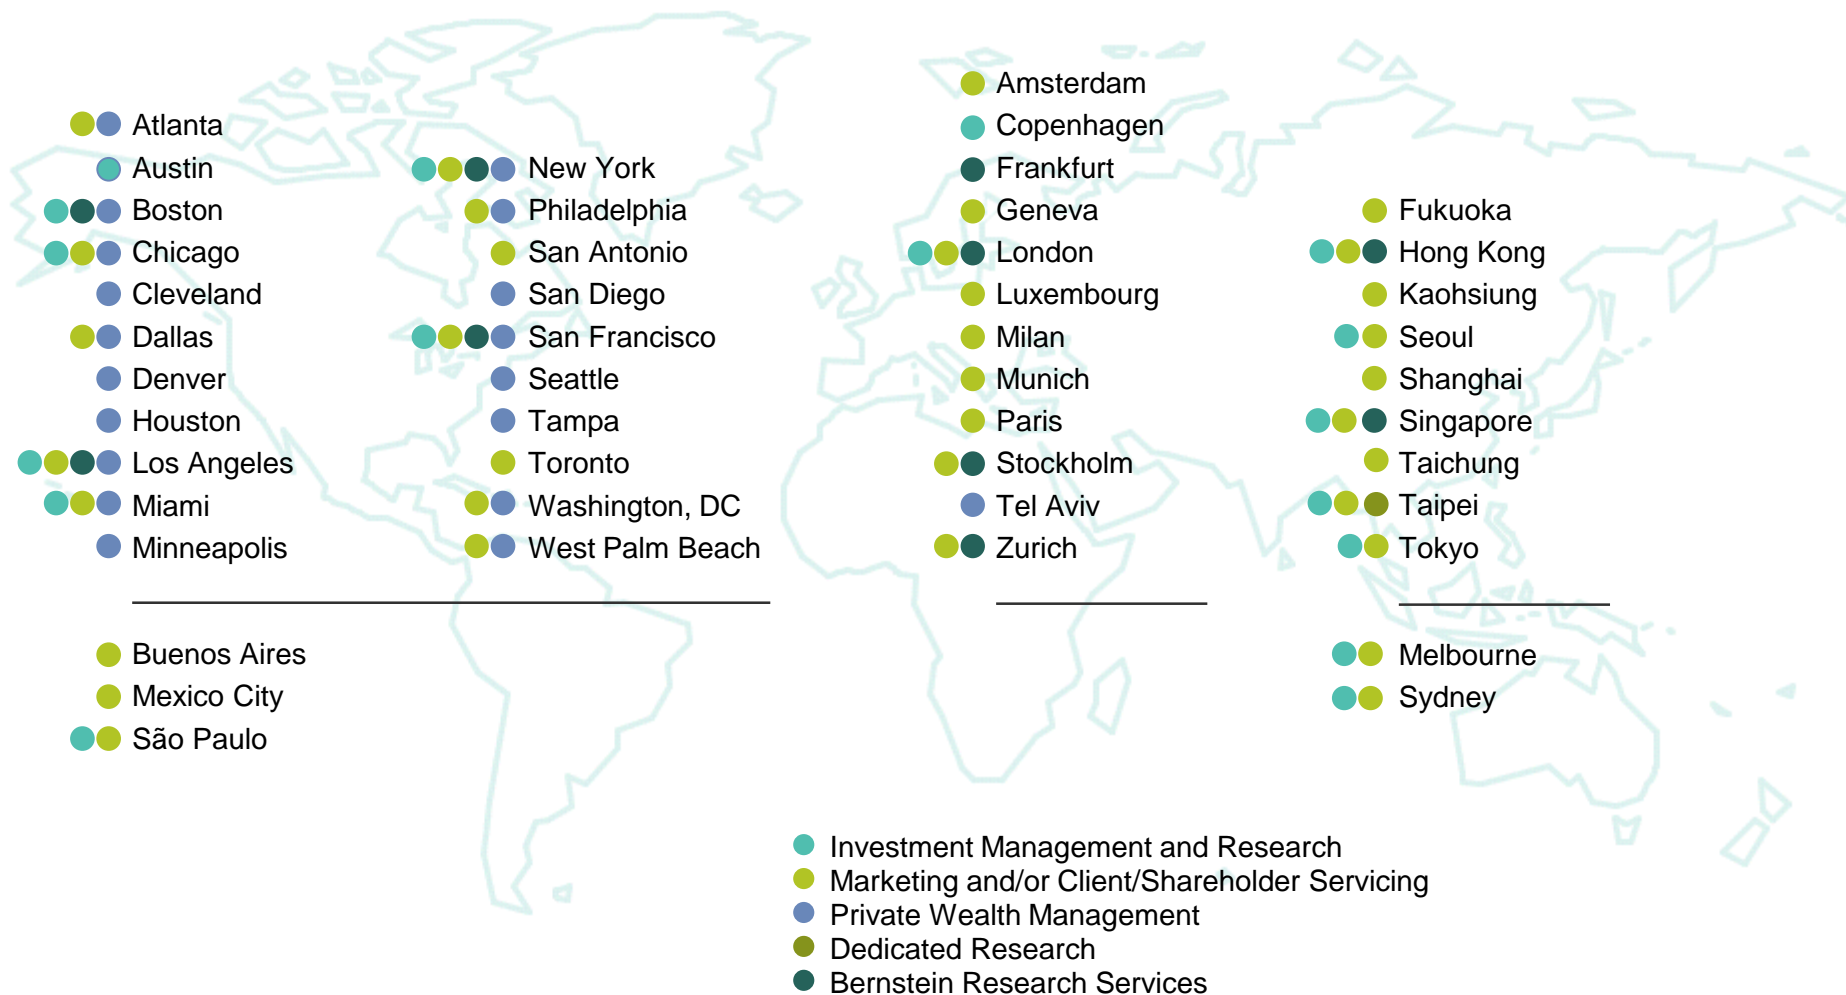 Atlanta
Austin
Boston
Chicago
Cleveland
Dallas
Denver
Houston
Los Angeles
Miami
Minneapolis
New York
Philadelphia
San Antonio
San Diego
San Francisco
Seattle
Tampa
Toronto
Washington, DC
West Palm Beach
Buenos Aires
Mexico City
São Paulo
Amsterdam
Copenhagen
Frankfurt
Geneva
London
Luxembourg
Milan
Munich
Paris
Stockholm
Tel Aviv
Zurich
Fukuoka
Hong Kong
Kaohsiung
Seoul
Shanghai
Singapore
Taichung
Taipei
Tokyo
Melbourne
Sydney
Investment Management and Research
Marketing and/or Client/Shareholder Servicing
Private Wealth Management
Dedicated Research
Bernstein Research Services